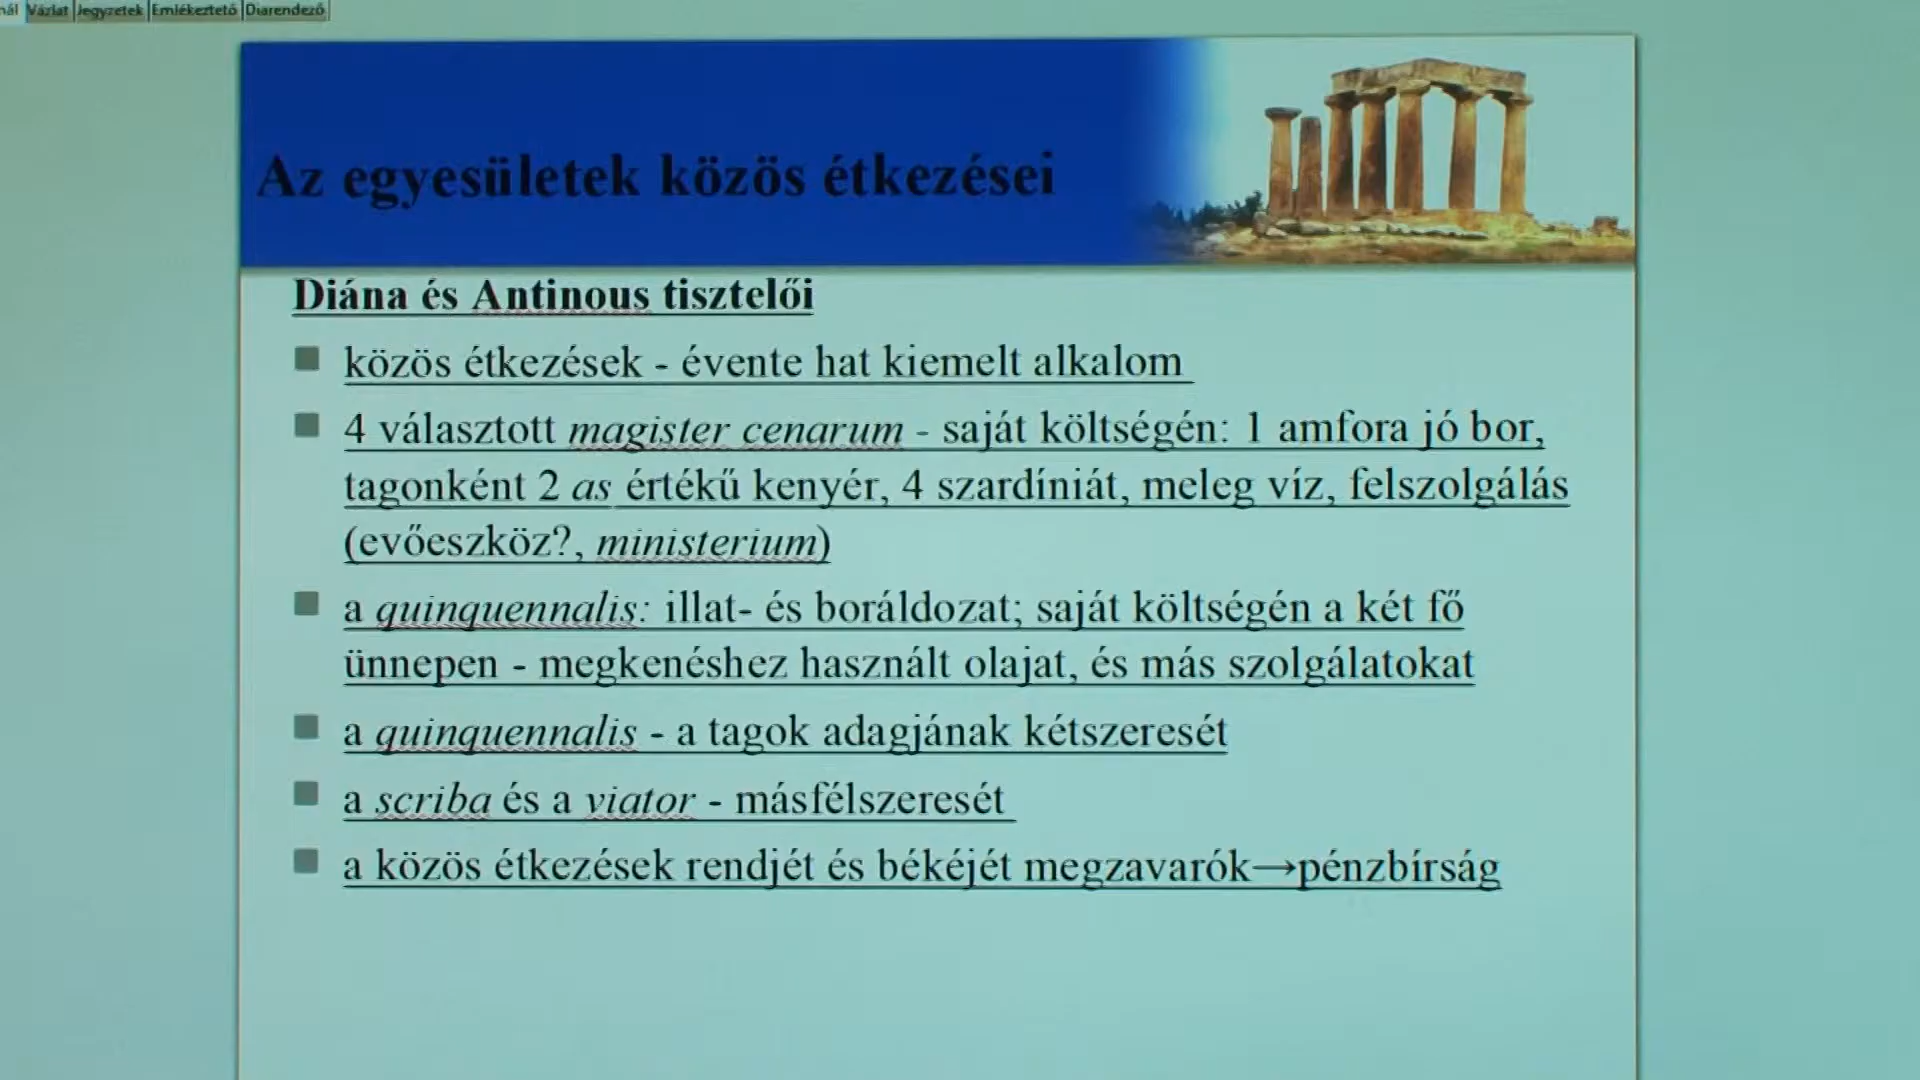 Vázlat Jegyzetek Emlékeztető Diarendező
Az egyesületek közös étkezései
Diána és Antinous tisztelői
közös étkezések - évente hat kiemelt alkalom
4 választott magister cenarum - saját költségén: 1 amfora jó bor,
tagonként 2 as értékű kenyér, 4 szardíniát, meleg víz, felszolgálás
(evőeszköz?, ministerium)
a quinquennalis: illat- és boráldozat; saját költségén a két fő
ünnepen - megkenéshez használt olajat, és más szolgálatokat
a quinquennalis - a tagok adagjának kétszeresét
a scriba és a viator - másfélszeresét
a közös étkezések rendjét és békéjét megzavarók→pénzbírság